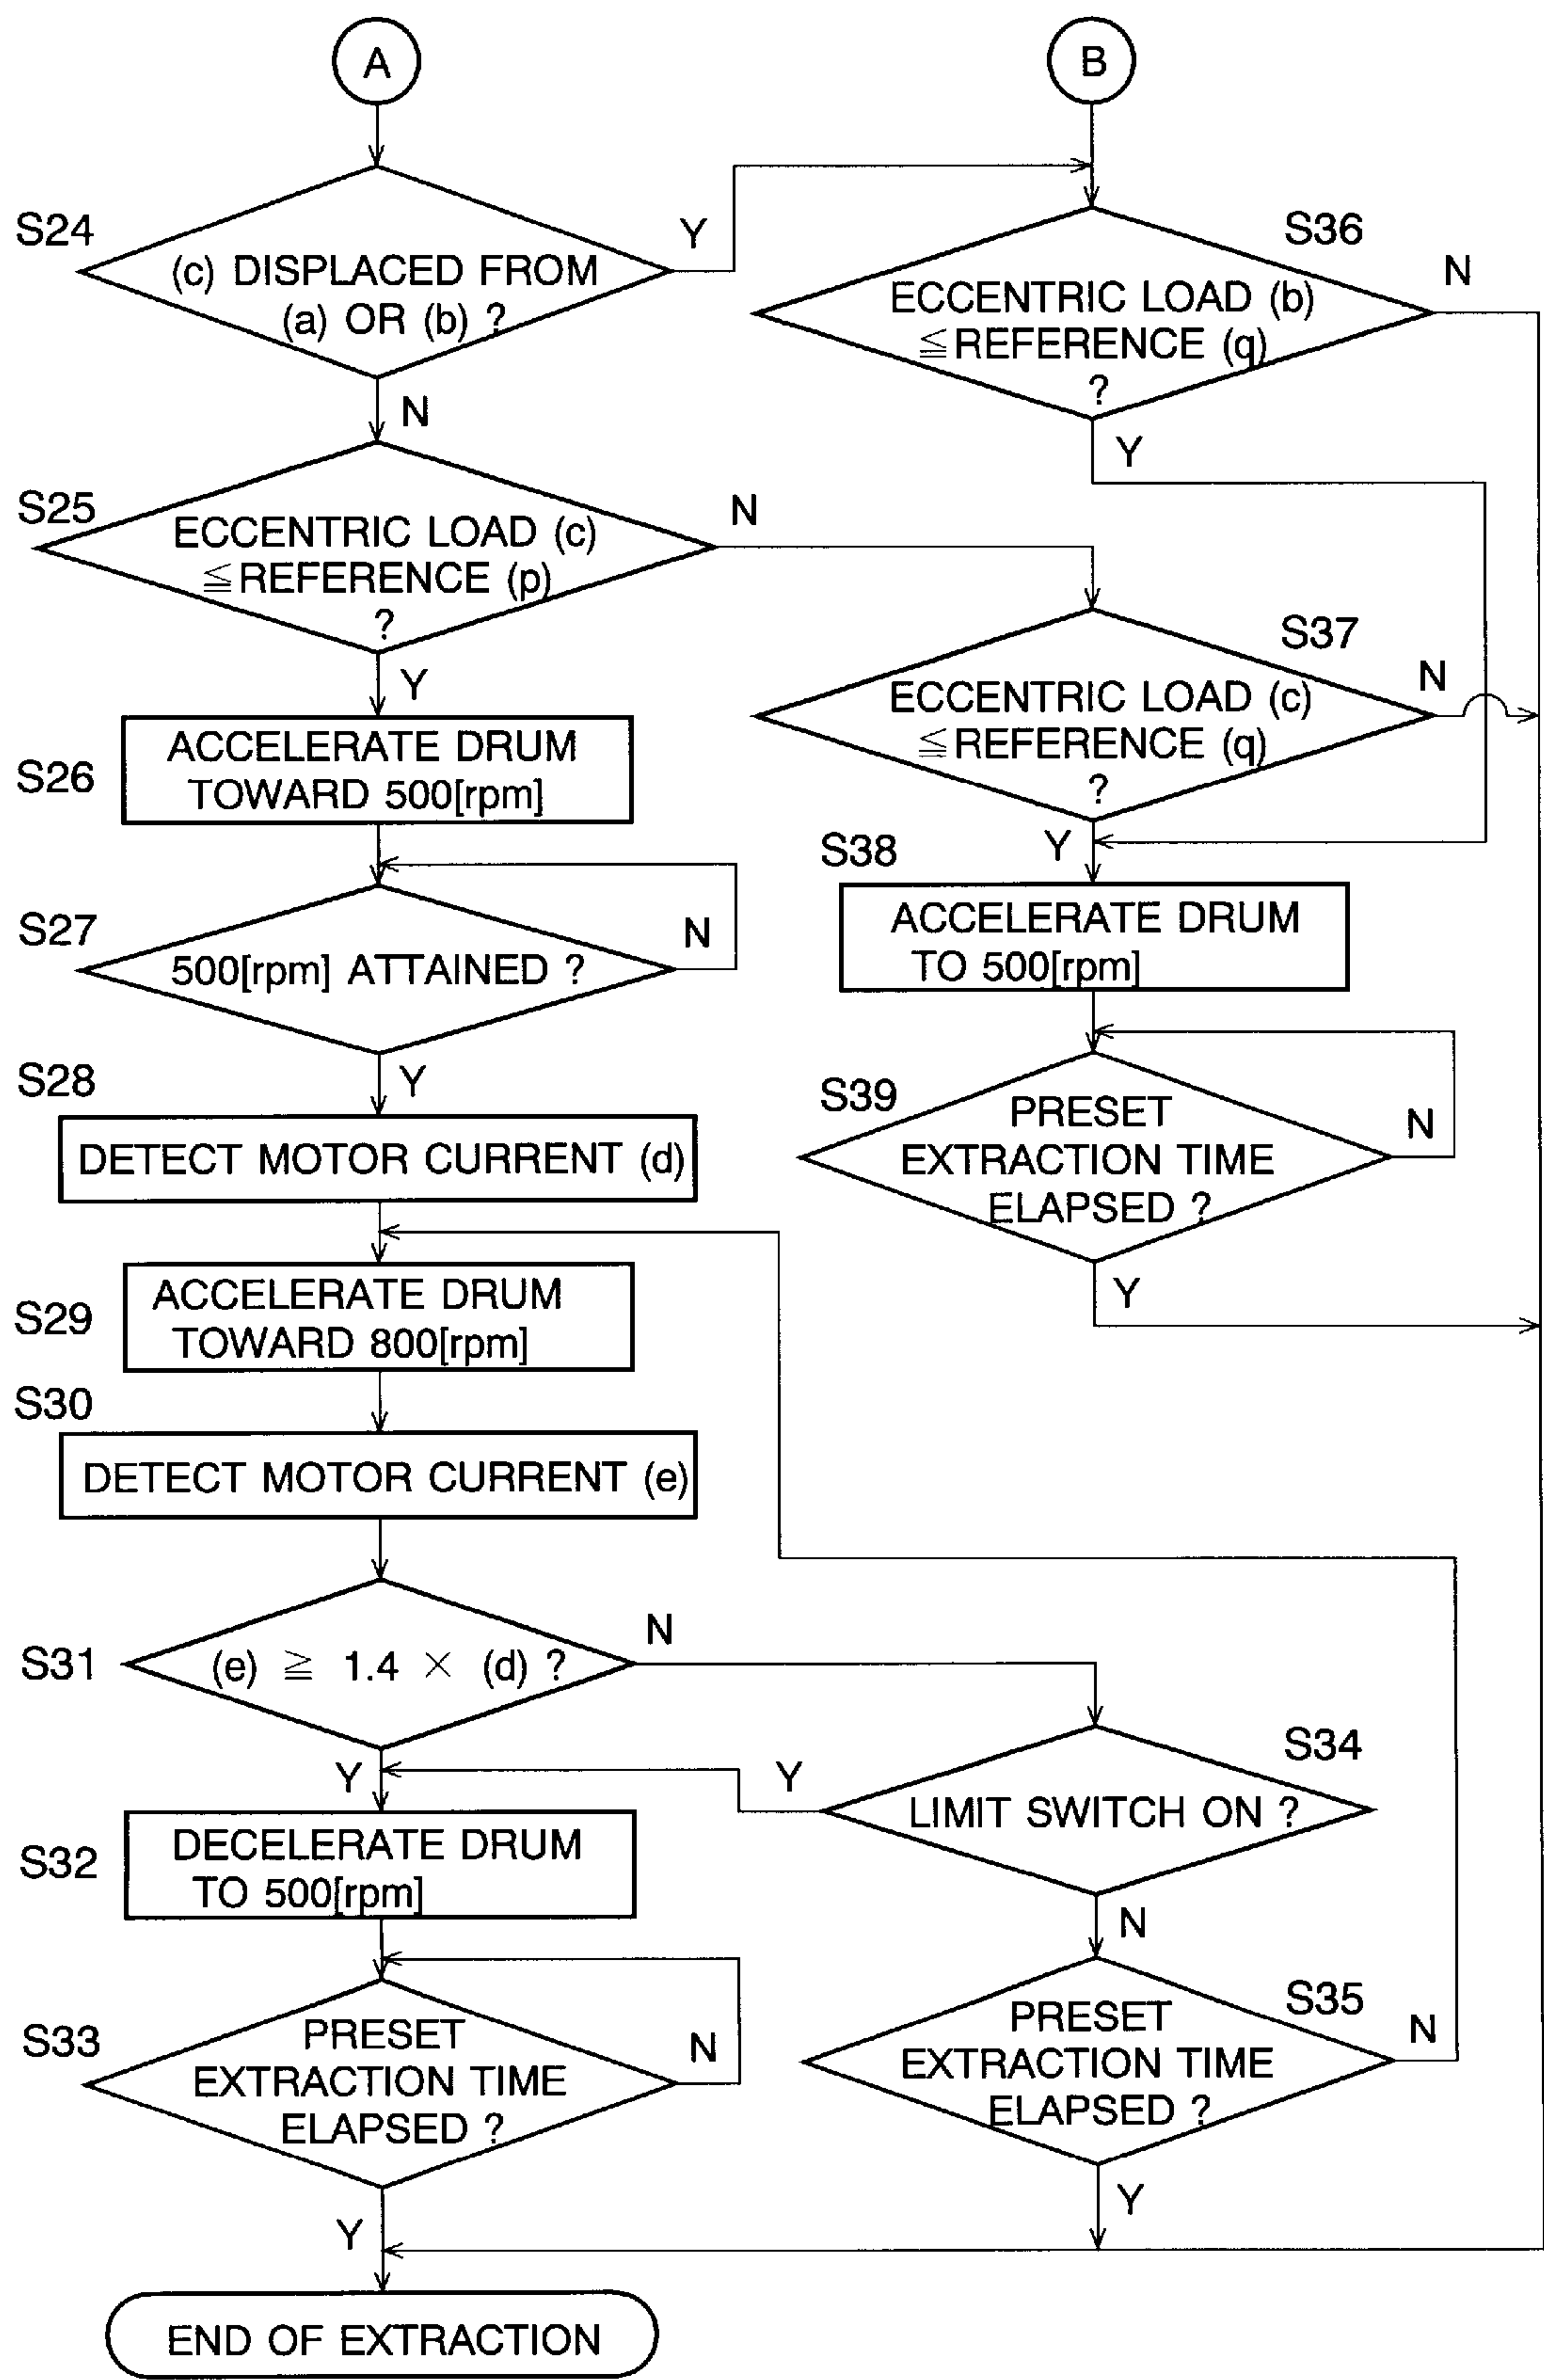 A
B
S24
(c) DISPLACED FROM
(a) OR (b) ?
Y
N
S36
ECCENTRIC LOAD (b)
≦REFERENCE (q)
?
N
Y
S25
ECCENTRIC LOAD (c)
≦REFERENCE (p)
?
N
Y
S37
ECCENTRIC LOAD (c)
≦REFERENCE (q)
?
N
Y
S26
ACCELERATE DRUM
TOWARD 500[rpm]
S38
ACCELERATE DRUM
TO 500[rpm]
S27
500[rpm] ATTAINED ?
N
Y
S39
PRESET
EXTRACTION TIME
ELAPSED ?
N
Y
S28
DETECT MOTOR CURRENT (d)
S29
ACCELERATE DRUM
TOWARD 800[rpm]
S30
DETECT MOTOR CURRENT (e)
S31
(e) ≧ 1.4 × (d) ?
N
Y
S34
LIMIT SWITCH ON ?
Y
N
S32
DECELERATE DRUM
TO 500[rpm]
S33
PRESET
EXTRACTION TIME
ELAPSED ?
N
Y
S35
PRESET
EXTRACTION TIME
ELAPSED ?
N
Y
END OF EXTRACTION